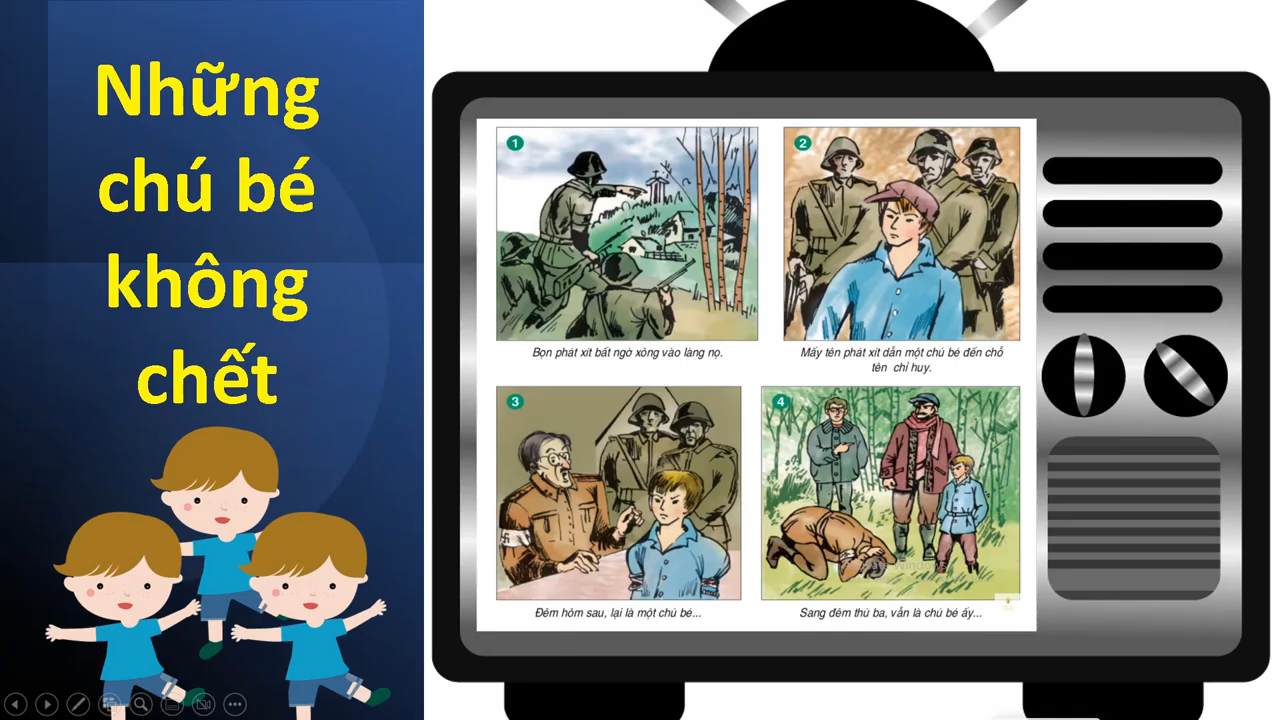 Những
chú bé
không
chết
1
2
Bọn phát xít bất ngờ xông vào làng nọ.
Mấy tên phát xít dẫn một chú bé đến chỗ
tên chỉ huy.
3
4
Đêm hôm sau, lại là một chú bé...
Sang đêm thứ ba, vẫn là chú bé ấy...